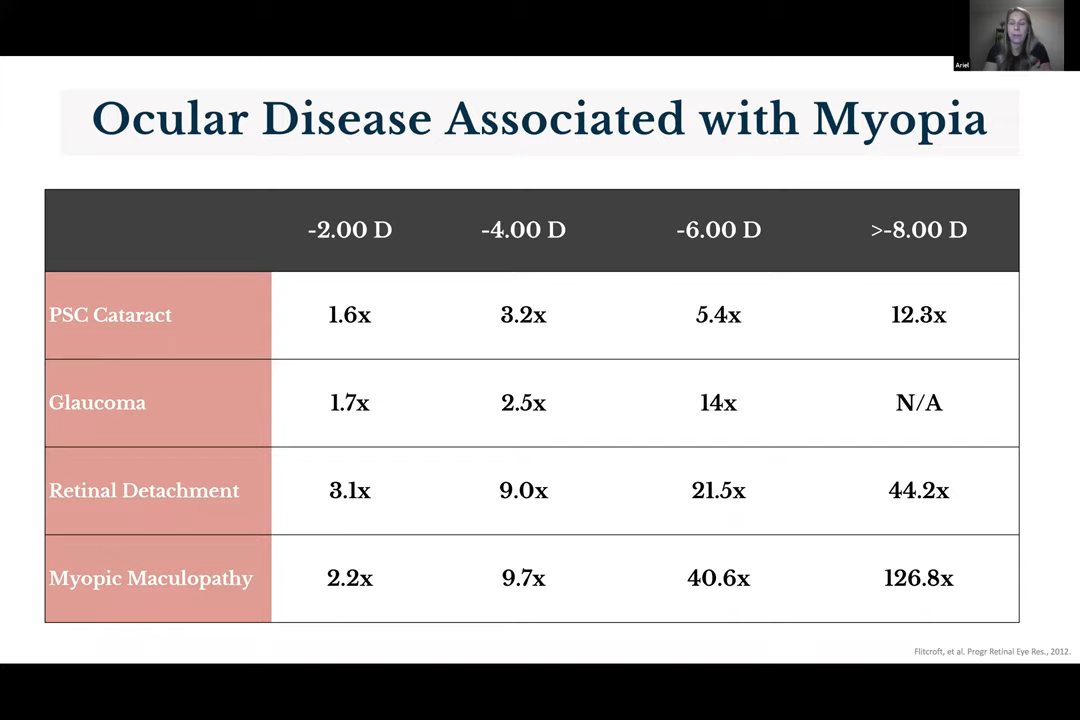 Ariel
Ocular Disease Associated with Myopia
-2.00 D -4.00 D -6.00 D >-8.00 D
PSC Cataract 1.6x 3.2x 5.4x 12.3x
Glaucoma 1.7x 2.5x 14x N/A
Retinal Detachment 3.1x 9.0x 21.5x 44.2x
Myopic Maculopathy 2.2x 9.7x 40.6x 126.8x
Flitcroft, et al. Progr Retinal Eye Res., 2012.